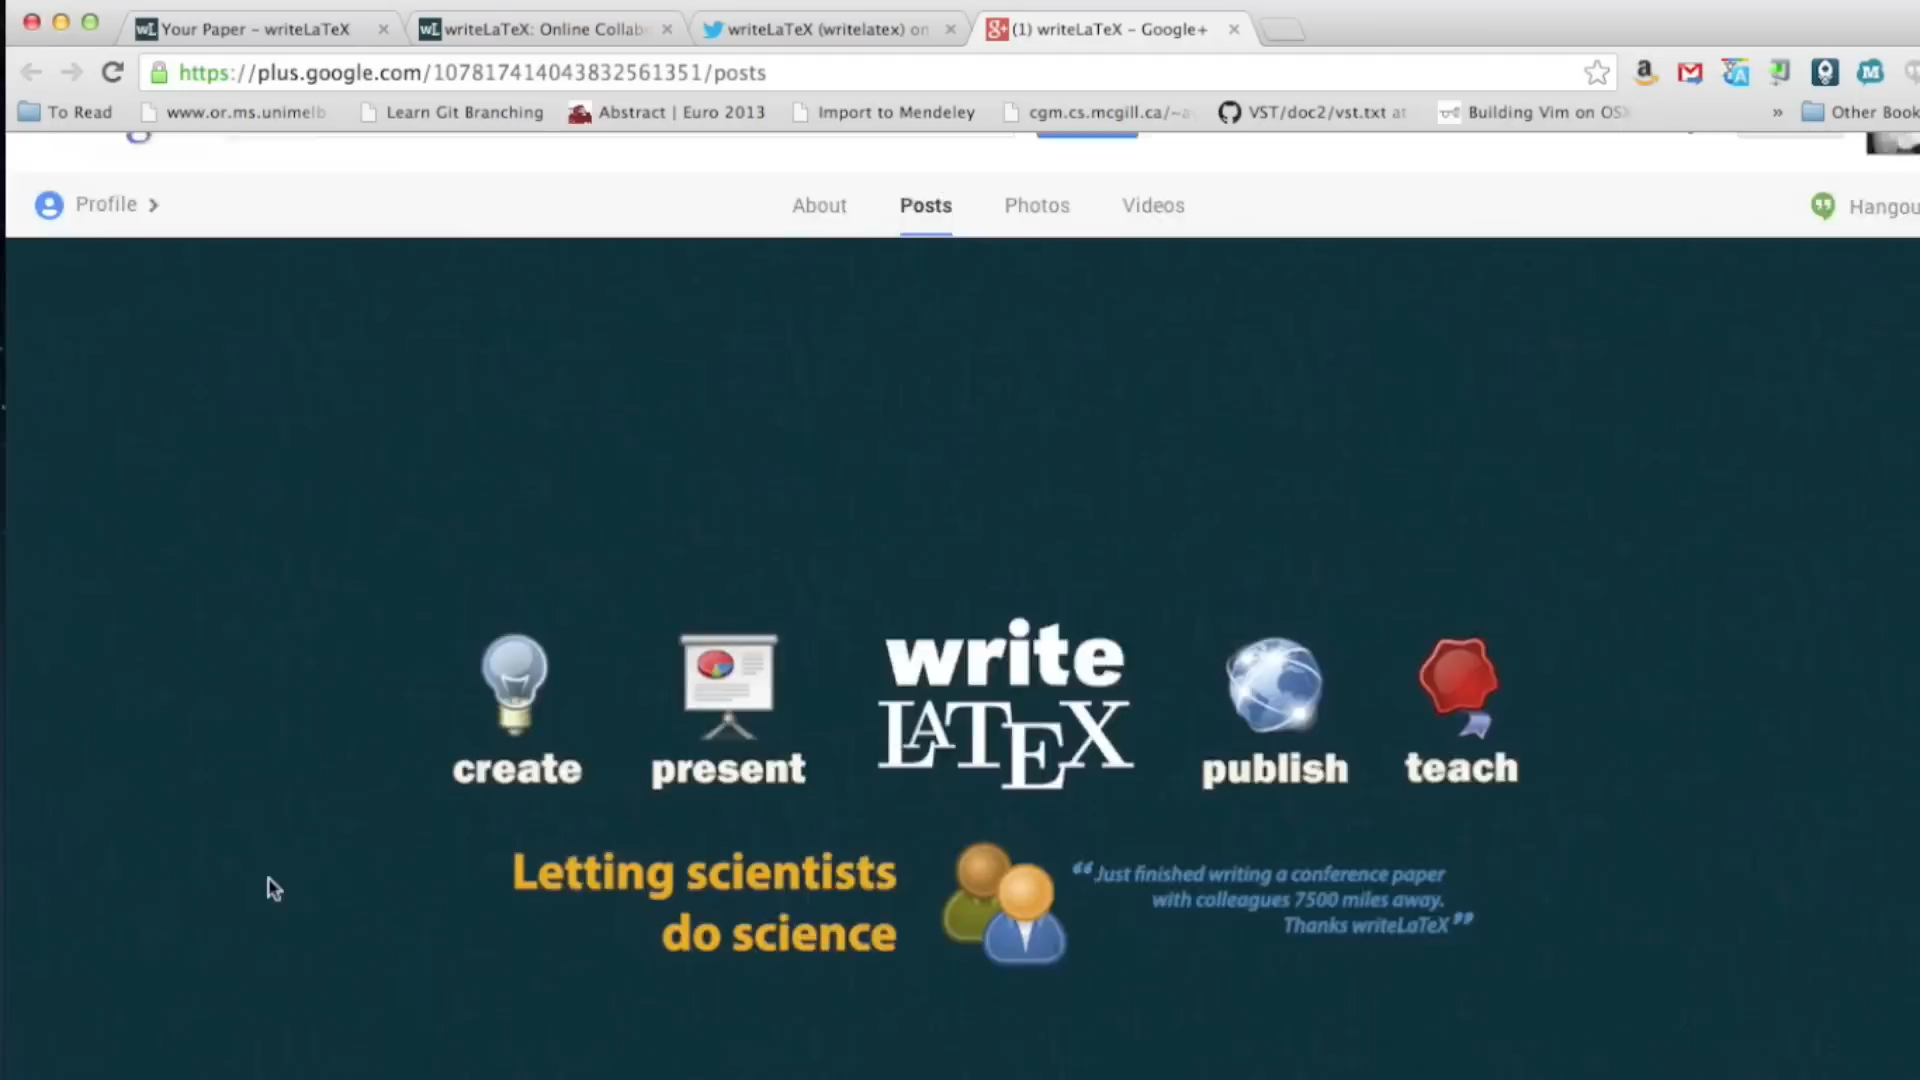 Your Paper – writeLaTeX
writeLaTeX: Online Collab
writeLaTeX (writelatex) on
(1) writeLaTeX – Google+
https://plus.google.com/107817414043832561351/posts
To Read
www.or.ms.unimelb
Learn Git Branching
Abstract | Euro 2013
Import to Mendeley
cgm.cs.mcgill.ca/~a
VST/doc2/vst.txt at
Building Vim on OSX
»
Other Book
Profile
About
Posts
Photos
Videos
Hangou
write
LATEX
create
present
publish
teach
Letting scientists
do science
“Just finished writing a conference paper
with colleagues 7500 miles away.
Thanks writeLaTeX”